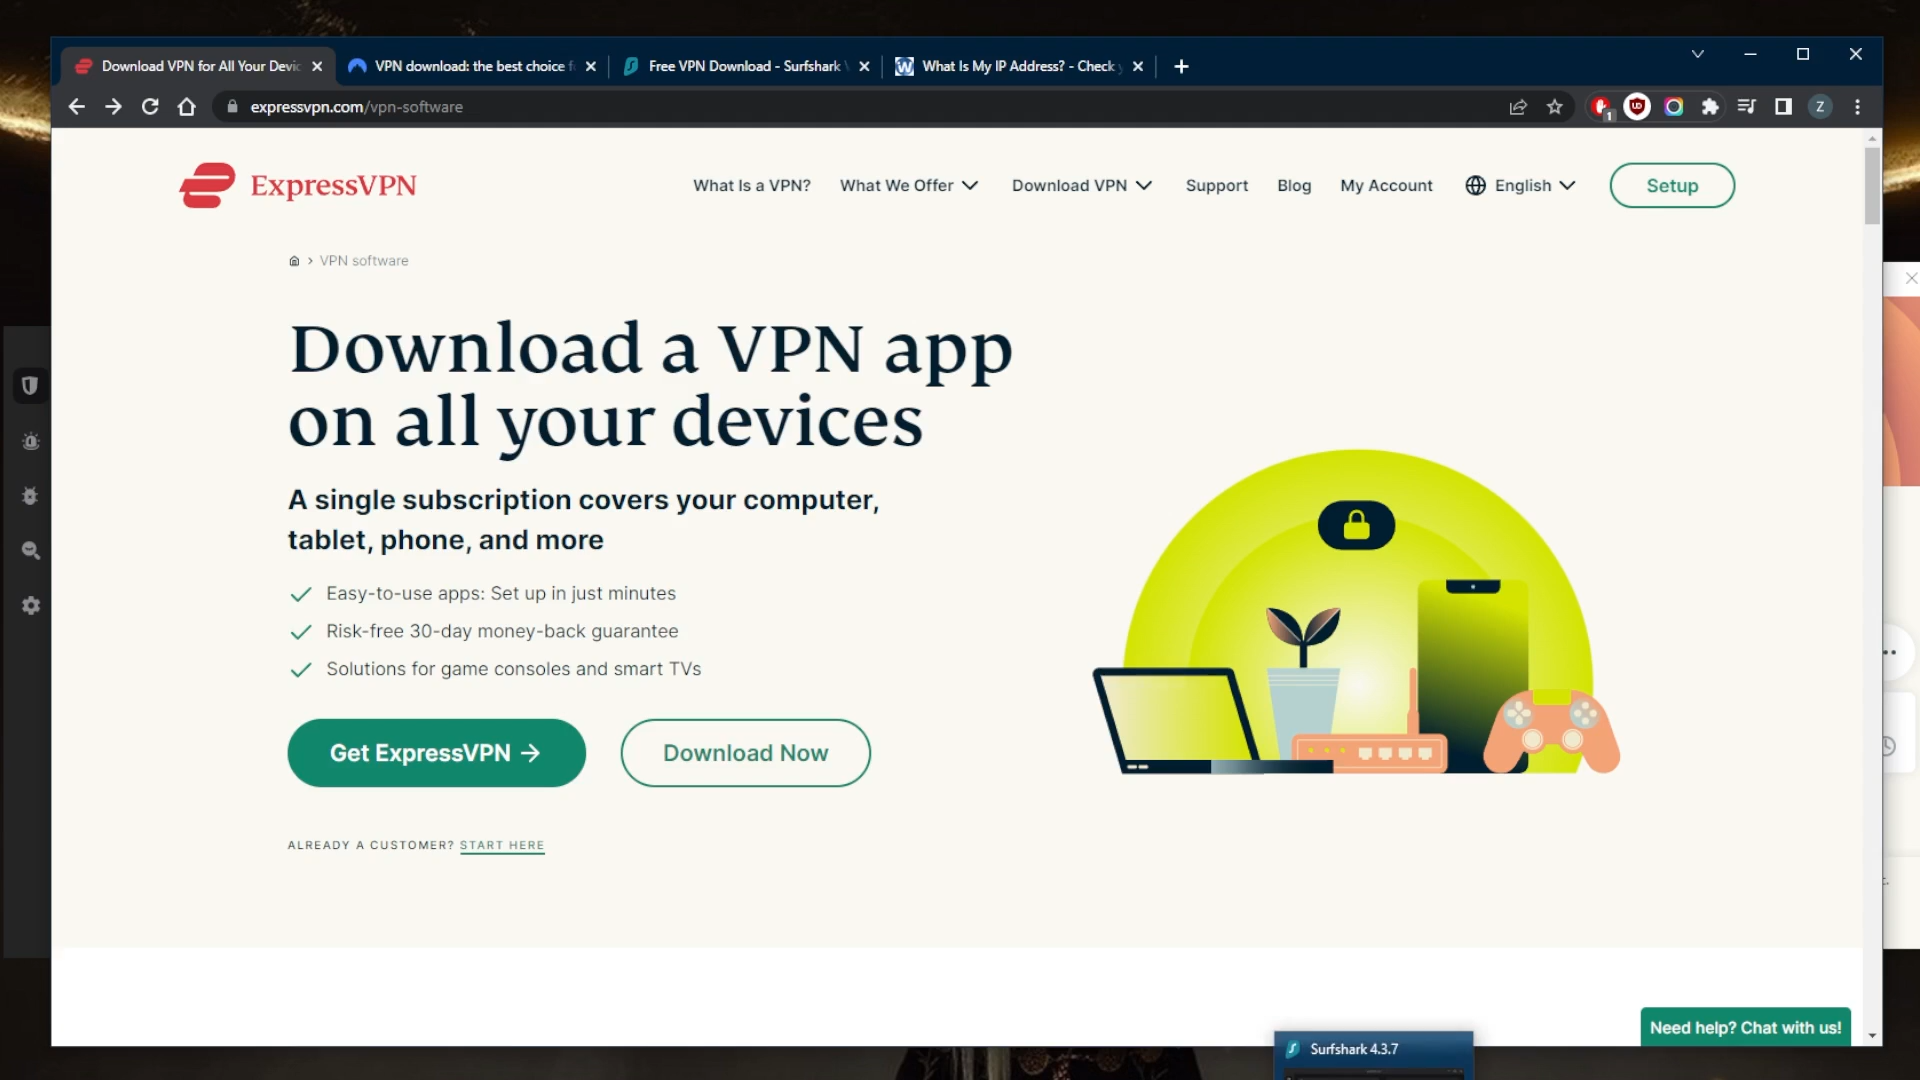 Download VPN for All Your Devic
VPN download: the best choice f
Free VPN Download - Surfshark
What Is My IP Address? - Check
expressvpn.com/vpn-software
1
Z
ExpressVPN
What Is a VPN?
What We Offer
Download VPN
Support
Blog
My Account
English
Setup
> VPN software
Download a VPN app
on all your devices
A single subscription covers your computer,
tablet, phone, and more
Easy-to-use apps: Set up in just minutes
Risk-free 30-day money-back guarantee
Solutions for game consoles and smart TVs
Get ExpressVPN →
Download Now
ALREADY A CUSTOMER? START HERE
Need help? Chat with us!
Surfshark 4.3.7